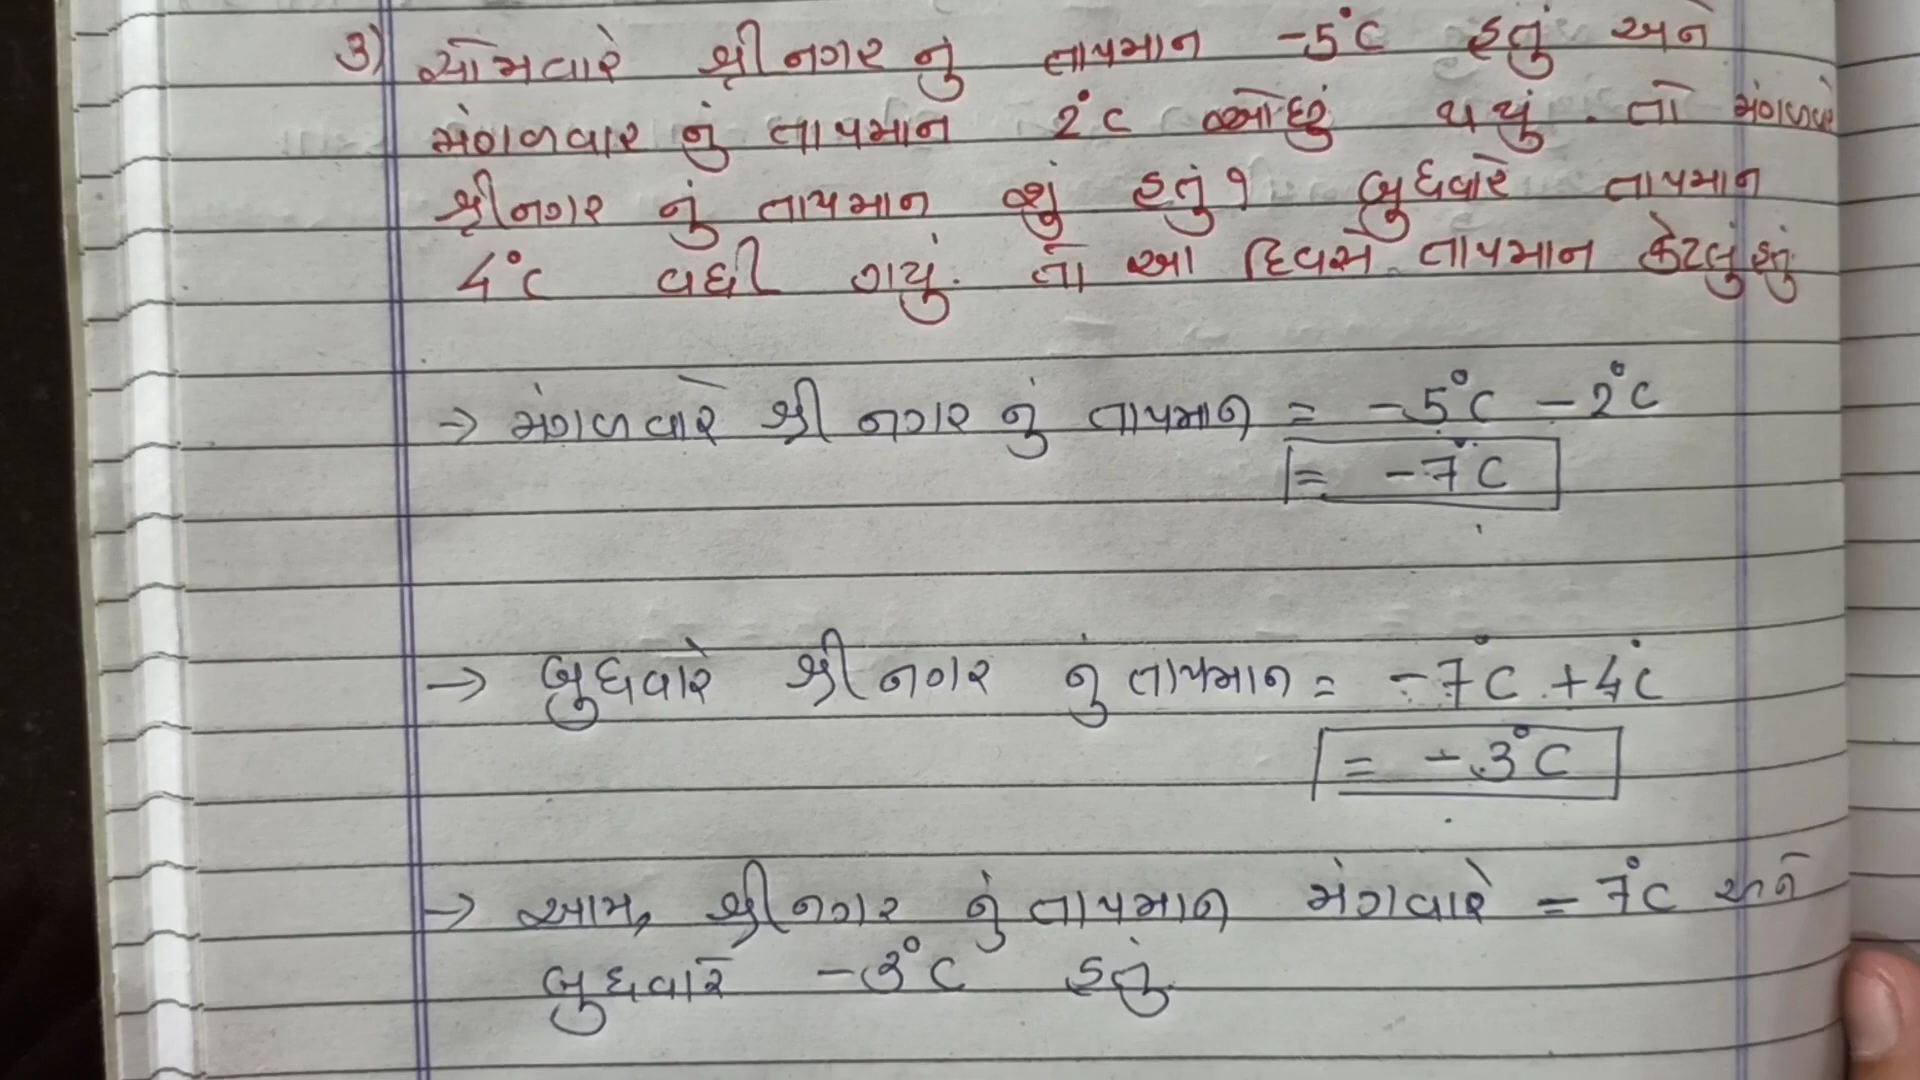 3) સોમવારે શ્રીનગર નું તાપમાન -5°C હતું અને
મંગળવાર નું તાપમાન 2°C ઓછું થયું. તો મંગળવારે
શ્રીનગર નું તાપમાન શું હતું? બુધવારે તાપમાન
4°C વધી ગયું. તો આ દિવસે તાપમાન કેટલું હતું
→ મંગળવારે શ્રીનગર નું તાપમાન = -5°C - 2°C
= -7°C
→ બુધવારે શ્રીનગર નું તાપમાન = -7°C + 4°C
= -3°C
→ આમ, શ્રીનગર નું તાપમાન મંગવારે = 7°C અને
બુધવારે -3°C હતું